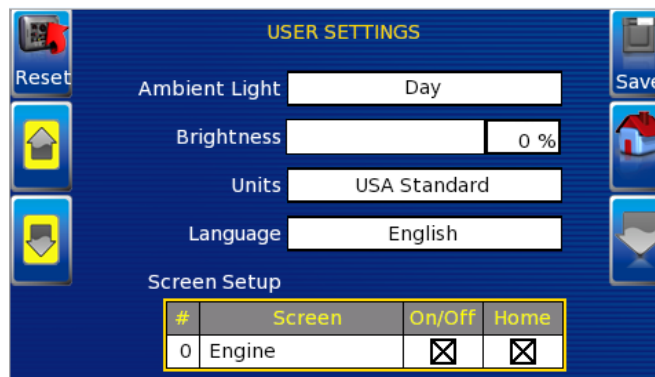 USER SETTINGS
Reset
Save
Ambient Light Day
Brightness 0 %
Units USA Standard
Language English
Screen Setup
# Screen On/Off Home
0 Engine